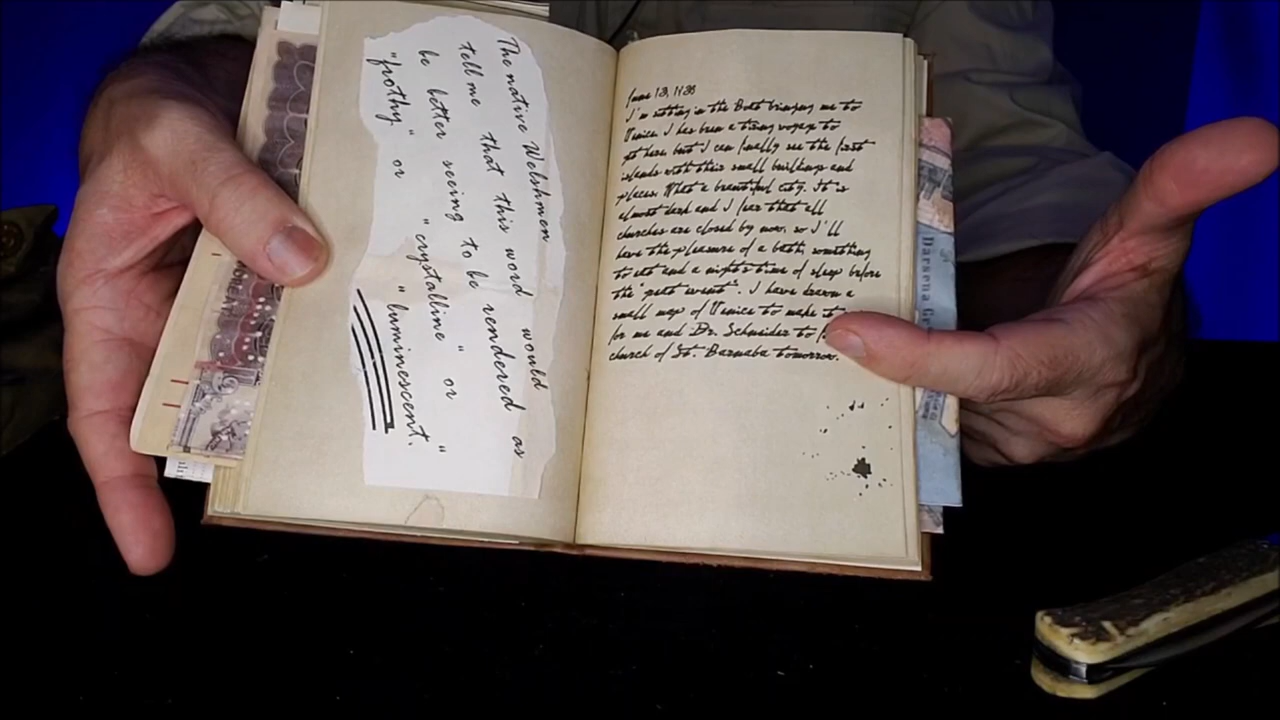 The native Welshmen would
tell me that this word rendered as
be better seeing to be
"frothy" or "crystalline" or "
"luminescent".
June 13, 1938
I'm sitting in the Boat bringing me to
Venice. I has been a tiring voyage to
get here, but I can finally see the first
islands with their small buildings and
places. What a beautiful city. It is
almost dark and I fear that all
churches are closed by now, so I'll
have the pleasure of a bath, something
to eat and a night's time of sleep before
the "great event". I have drawn a
small map of Venice to make it
for me and Dr. Schneider to
church of St. Barnaba tomorrow.
Darsena